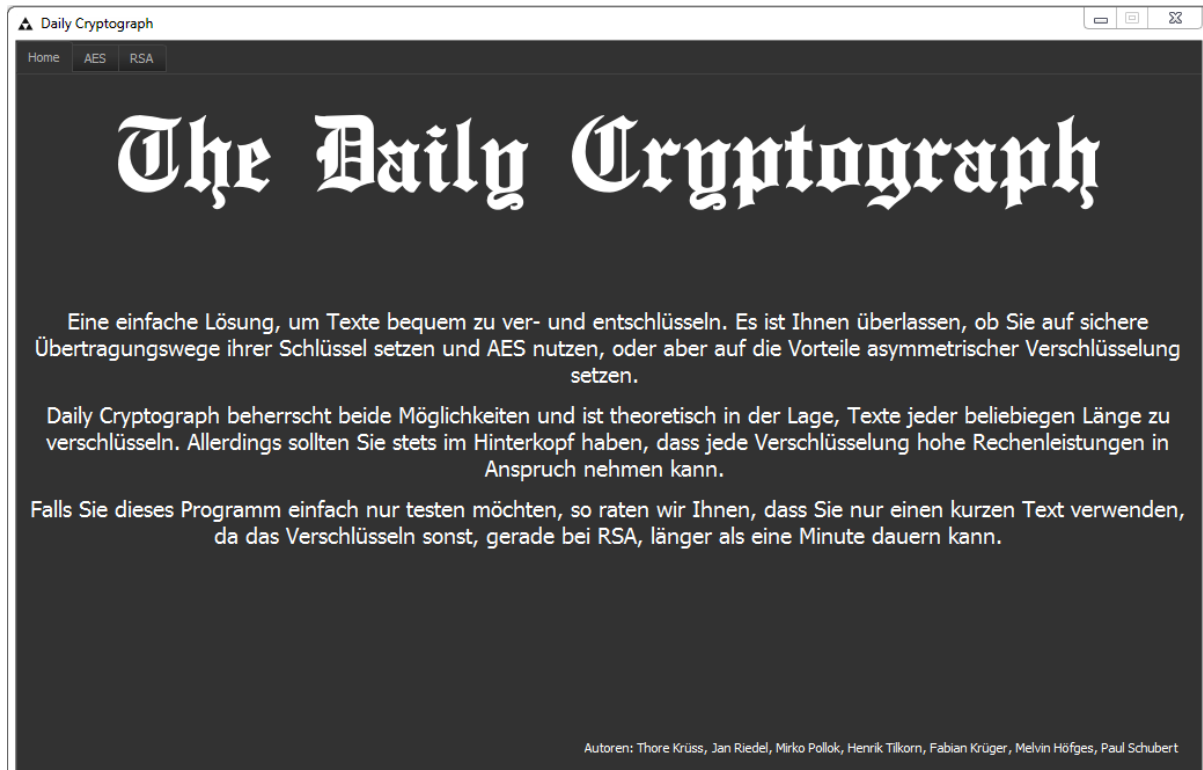 Daily Cryptograph
Home AES RSA
The Daily Cryptograph
Eine einfache Lösung, um Texte bequem zu ver- und entschlüsseln. Es ist Ihnen überlassen, ob Sie auf sichere
Übertragungswege ihrer Schlüssel setzen und AES nutzen, oder aber auf die Vorteile asymmetrischer Verschlüsselung
setzen.
Daily Cryptograph beherrscht beide Möglichkeiten und ist theoretisch in der Lage, Texte jeder beliebiegen Länge zu
verschlüsseln. Allerdings sollten Sie stets im Hinterkopf haben, dass jede Verschlüsselung hohe Rechenleistungen in
Anspruch nehmen kann.
Falls Sie dieses Programm einfach nur testen möchten, so raten wir Ihnen, dass Sie nur einen kurzen Text verwenden,
da das Verschlüsseln sonst, gerade bei RSA, länger als eine Minute dauern kann.
Autoren: Thore Krüss, Jan Riedel, Mirko Pollok, Henrik Tilkorn, Fabian Krüger, Melvin Höfges, Paul Schubert